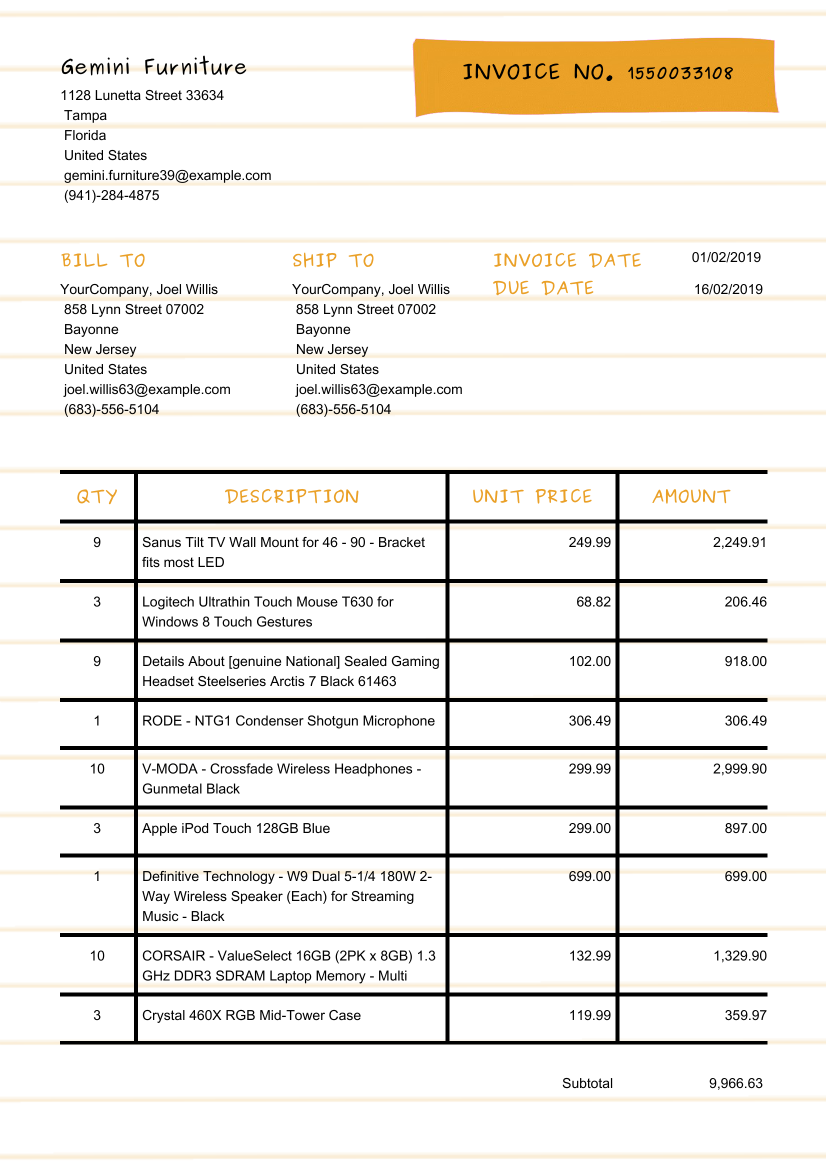 Gemini Furniture
INVOICE NO. 1550033108
1128 Lunetta Street 33634
Tampa
Florida
United States
gemini.furniture39@example.com
(941)-284-4875
BILL TO
YourCompany, Joel Willis
858 Lynn Street 07002
Bayonne
New Jersey
United States
joel.willis63@example.com
(683)-556-5104
SHIP TO
YourCompany, Joel Willis
858 Lynn Street 07002
Bayonne
New Jersey
United States
joel.willis63@example.com
(683)-556-5104
INVOICE DATE 01/02/2019
DUE DATE 16/02/2019
QTY DESCRIPTION UNIT PRICE AMOUNT
9 Sanus Tilt TV Wall Mount for 46 - 90 - Bracket 249.99 2,249.91
fits most LED
3 Logitech Ultrathin Touch Mouse T630 for 68.82 206.46
Windows 8 Touch Gestures
9 Details About [genuine National] Sealed Gaming 102.00 918.00
Headset Steelseries Arctis 7 Black 61463
1 RODE - NTG1 Condenser Shotgun Microphone 306.49 306.49
10 V-MODA - Crossfade Wireless Headphones - 299.99 2,999.90
Gunmetal Black
3 Apple iPod Touch 128GB Blue 299.00 897.00
1 Definitive Technology - W9 Dual 5-1/4 180W 2- 699.00 699.00
Way Wireless Speaker (Each) for Streaming
Music - Black
10 CORSAIR - ValueSelect 16GB (2PK x 8GB) 1.3 132.99 1,329.90
GHz DDR3 SDRAM Laptop Memory - Multi
3 Crystal 460X RGB Mid-Tower Case 119.99 359.97
Subtotal 9,966.63